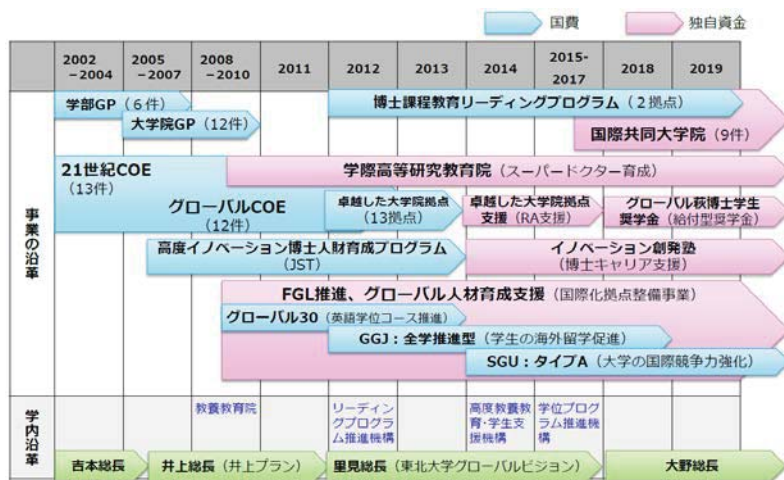 国費
独自資金
2002
－2004
2005
－2007
2008
－2010
2011
2012
2013
2014
2015-
2017
2018
2019
事業の沿革
学部GP（６件）
大学院GP（12件）
博士課程教育リーディングプログラム（２拠点）
国際共同大学院（9件）
21世紀COE
（13件）
学際高等研究教育院（スーパードクター育成）
グローバルCOE
（12件）
卓越した大学院拠点
（13拠点）
卓越した大学院拠点
支援（RA支援）
グローバル萩博士学生
奨学金（給付型奨学金）
高度イノベーション博士人財育成プログラム
（JST）
イノベーション創発塾
（博士キャリア支援）
FGL推進、グローバル人材育成支援（国際化拠点整備事業）
グローバル30（英語学位コース推進）
GGJ：全学推進型（学生の海外留学促進）
SGU：タイプA（大学の国際競争力強化）
学内沿革
教養教育院
リーディ
ングプログ
ラム推進機構
高度教養教
育・学生支
援機構
学位プログ
ラム推進機
構
吉本総長
井上総長（井上プラン）
里見総長（東北大学グローバルビジョン）
大野総長